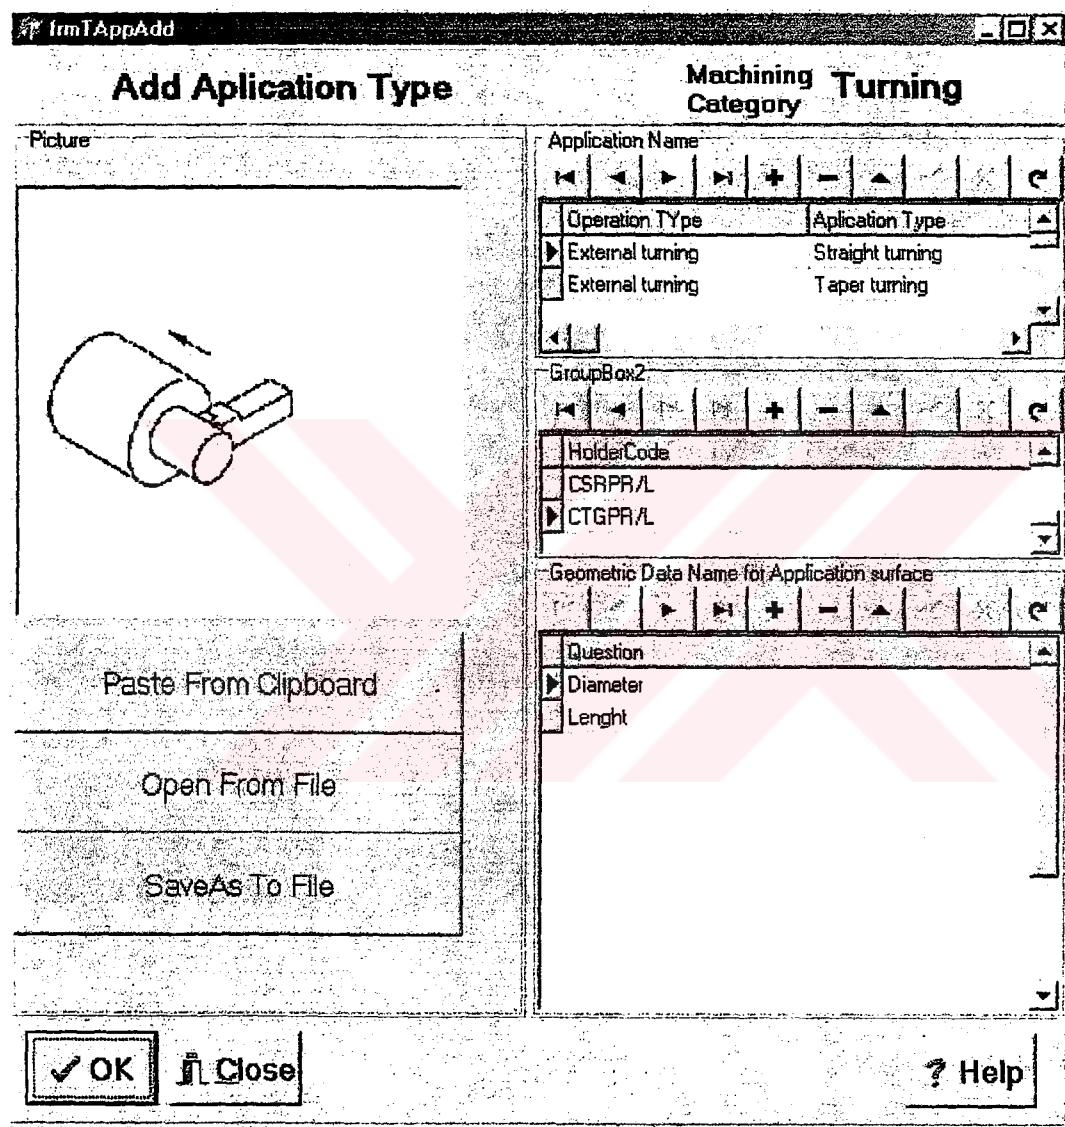 frmTAppAdd
Add Aplication Type
Machining Category Turning
Picture
Application Name
Operation TYpe Aplication Type
External turning Straight turning
External turning Taper turning
GroupBox2
HolderCode
CSRPR/L
CTGPR/L
Geometric Data Name for Application surface
Question
Diameter
Lenght
Paste From Clipboard
Open From File
SaveAs To File
OK Close ? Help